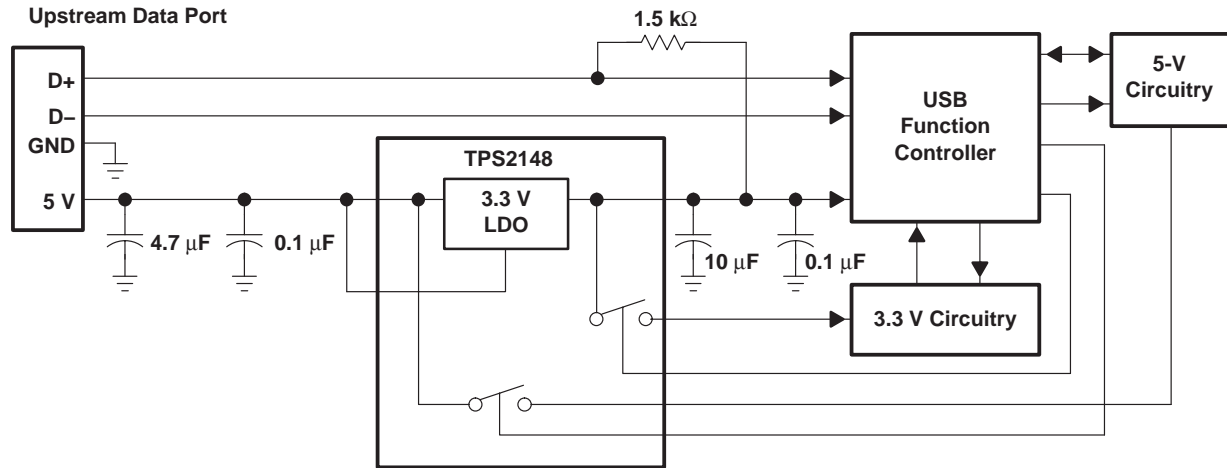 Upstream Data Port
D+
D–
GND
5 V
4.7 μF
0.1 μF
TPS2148
3.3 V
LDO
1.5 kΩ
10 μF
0.1 μF
USB
Function
Controller
5-V
Circuitry
3.3 V Circuitry